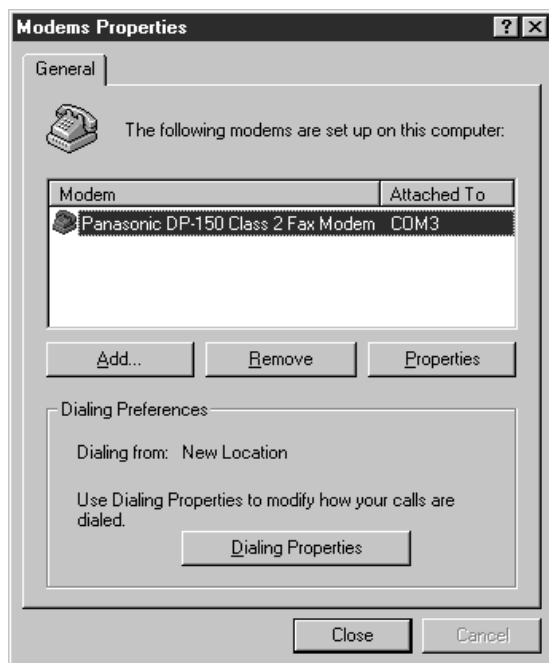 Modems Properties
General
The following modems are set up on this computer:
Modem Attached To
Panasonic DP-150 Class 2 Fax Modem COM3
Add... Remove Properties
Dialing Preferences
Dialing from: New Location
Use Dialing Properties to modify how your calls are
dialed.
Dialing Properties
Close Cancel